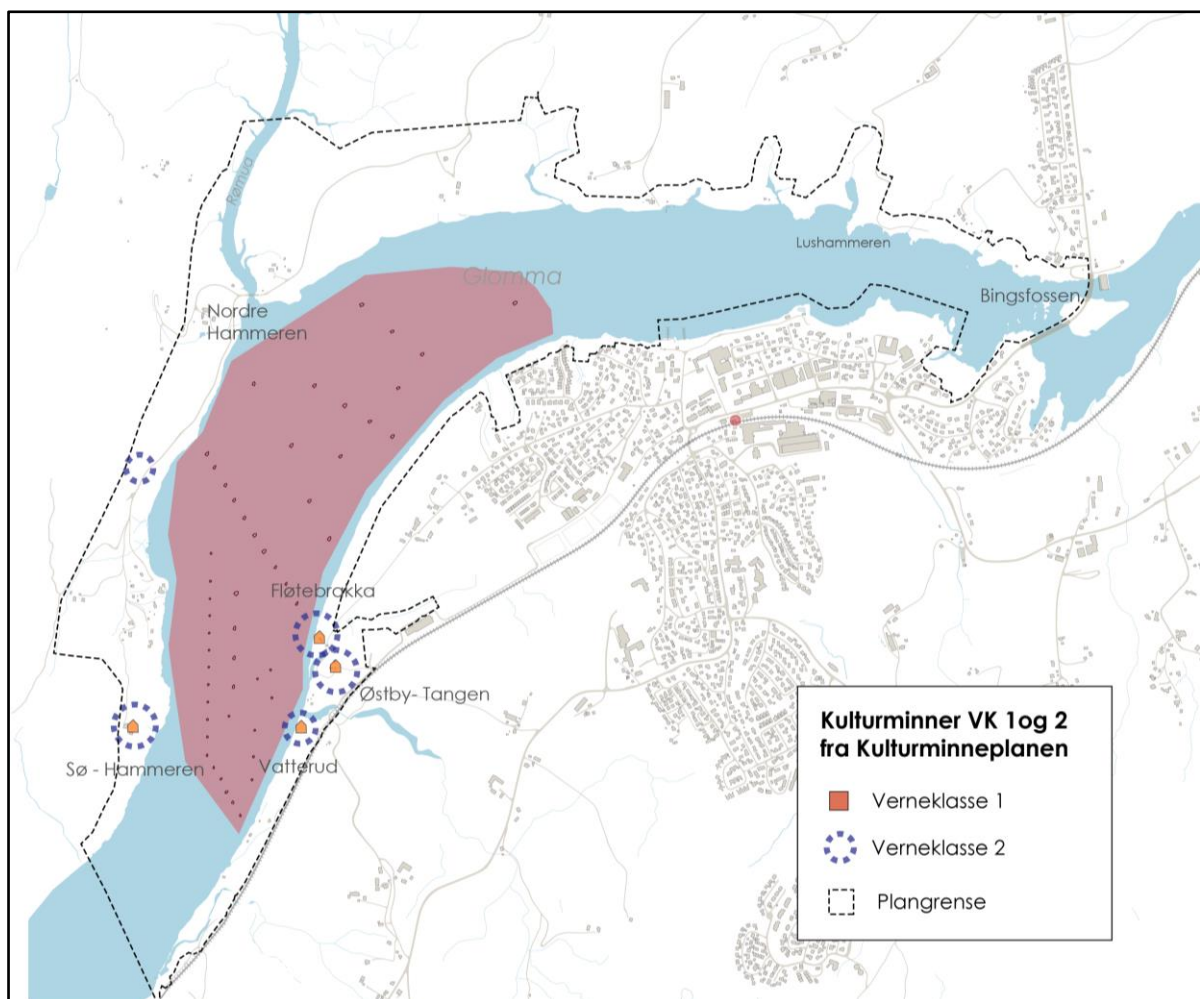 Rømua
Glomma
Lushammeren
Bingsfossen
Nordre
Hammeren
Fløtebrakka
Østby- Tangen
Sø - Hammeren
Vatterud
Kulturminner VK 1og 2
fra Kulturminneplanen
Verneklasse 1
Verneklasse 2
Plangrense